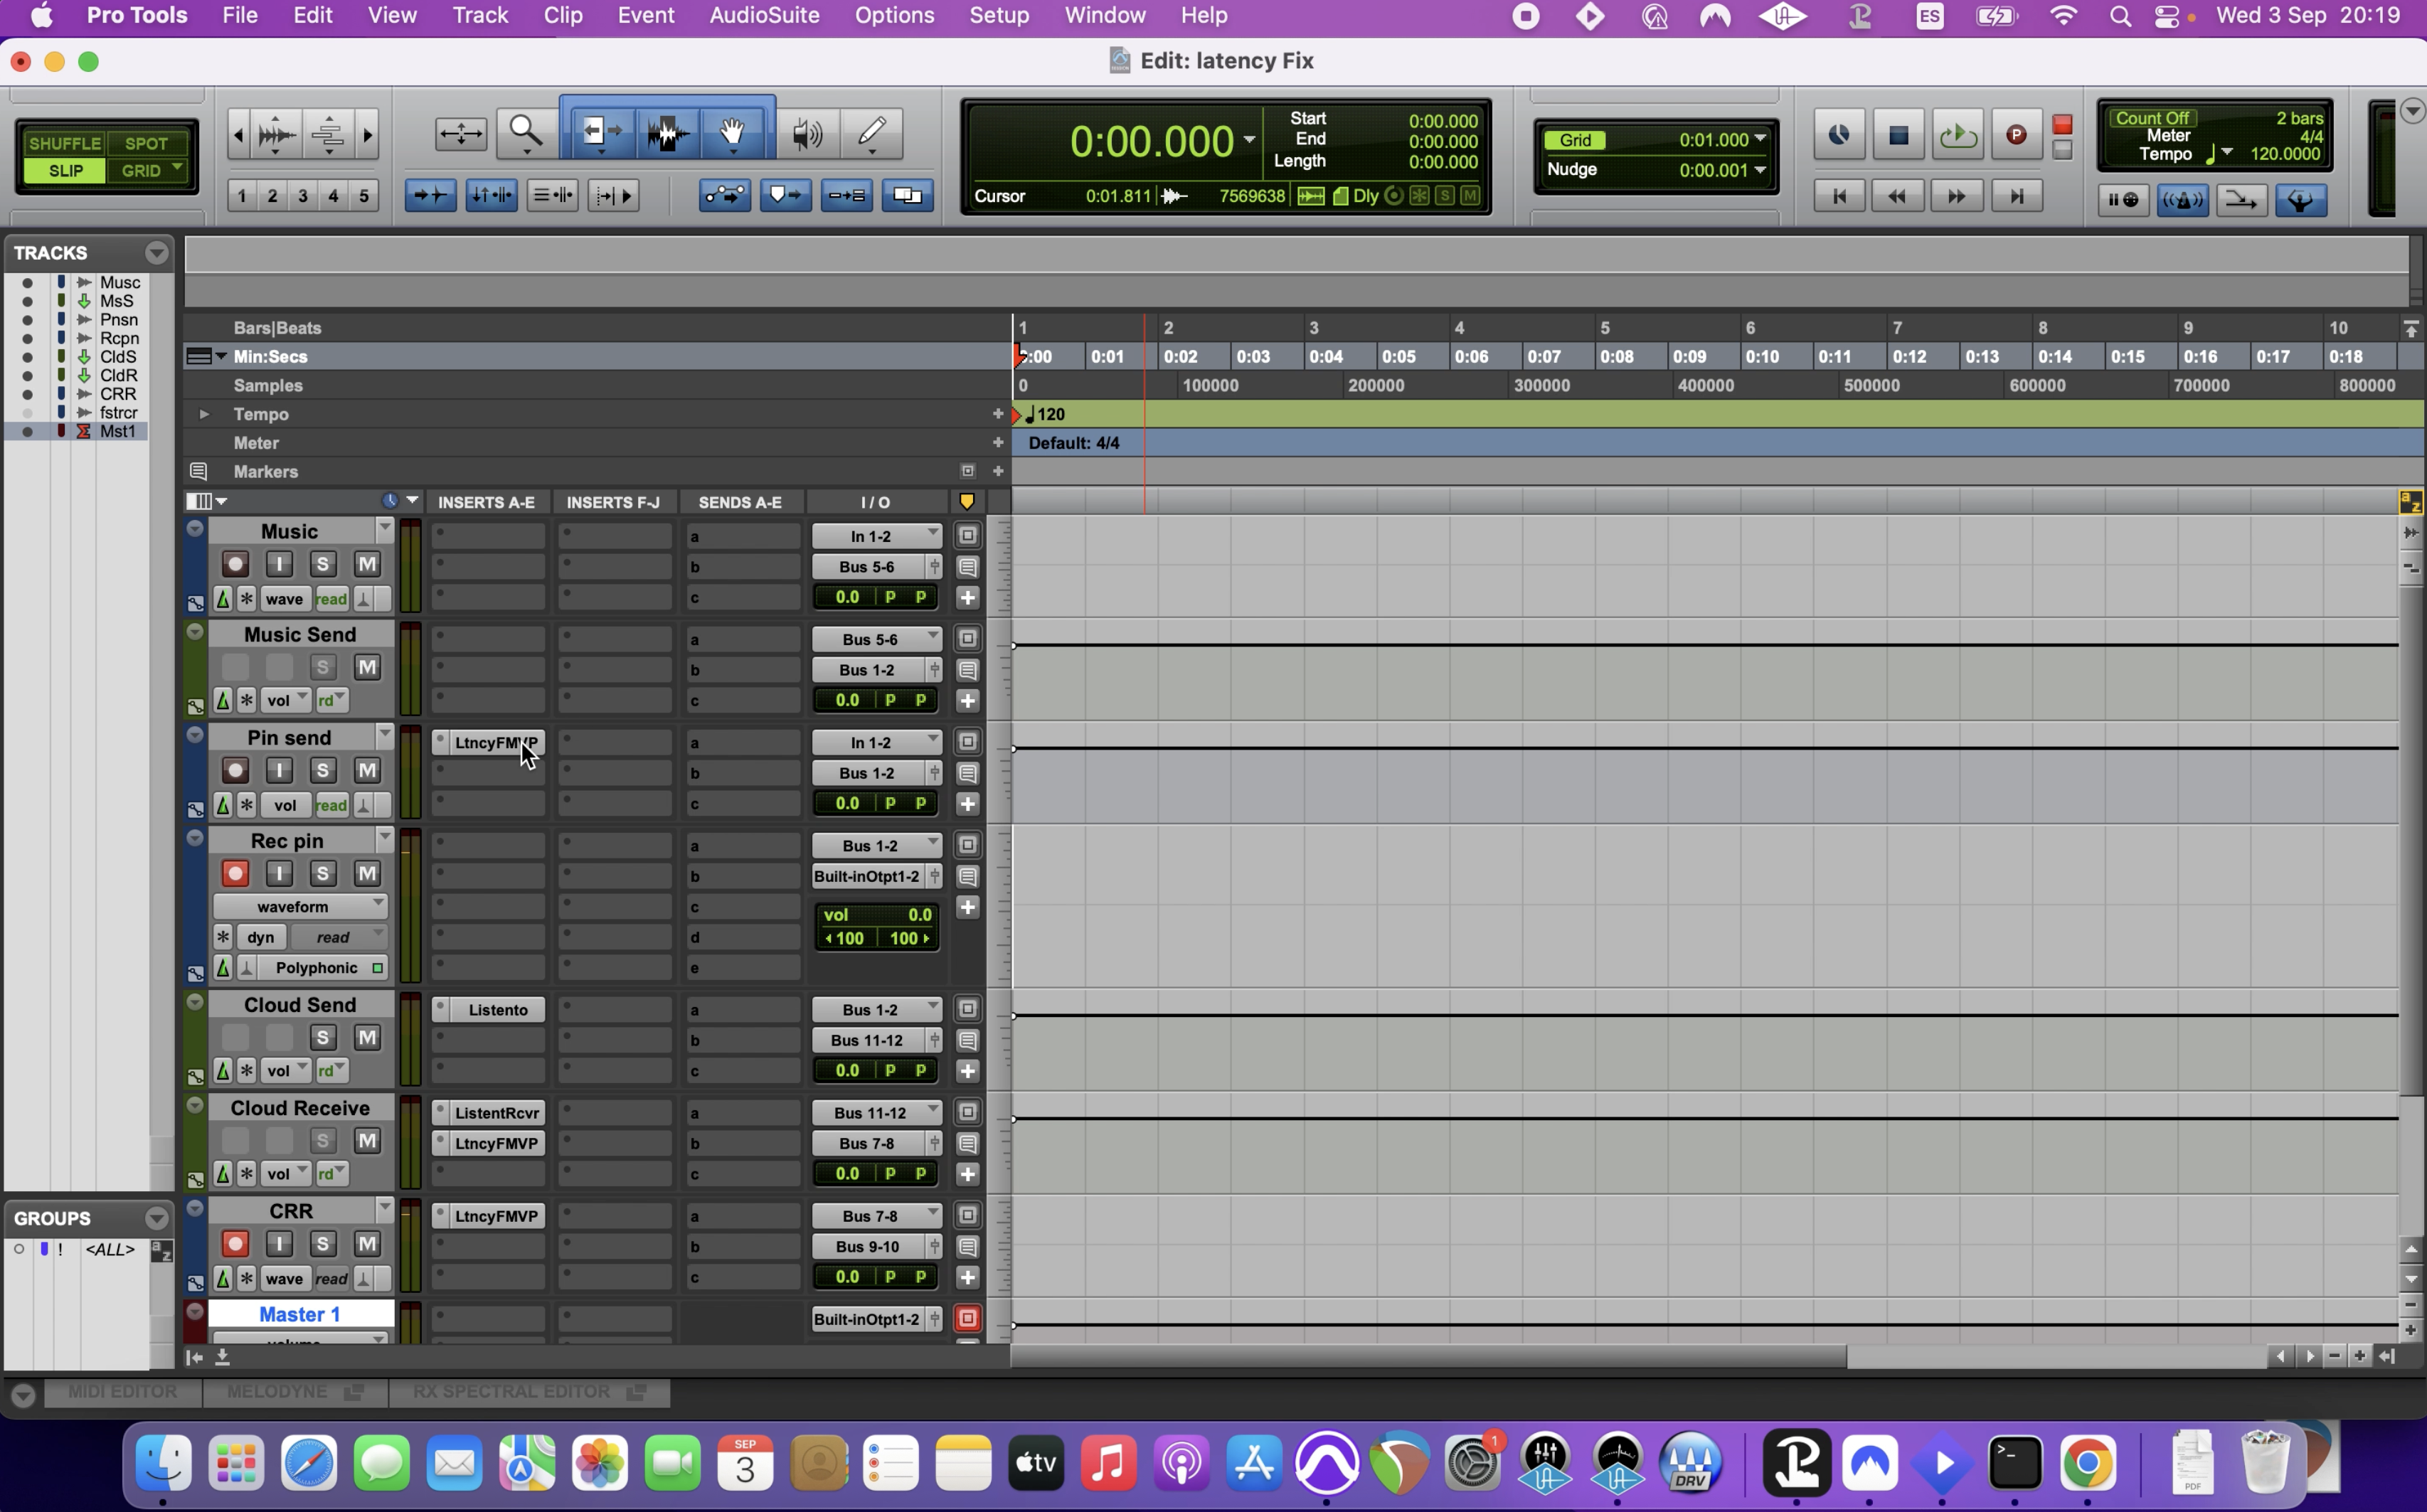 Pro Tools File Edit View Track Clip Event AudioSuite Options Setup Window Help ES Wed 3 Sep 20:19
Edit: latency Fix
SHUFFLE SPOT
SLIP GRID
1 2 3 4 5
0:00.000
Start 0:00.000
End 0:00.000
Length 0:00.000
Cursor 0:01.811 7569638 Dly S M
Grid 0:01.000
Nudge 0:00.001
P
Count Off 2 bars
Meter 4/4
Tempo 120.0000
TRACKS
Musc
MsS
Pnsn
Rcpn
CldS
CldR
CRR
fstrcr
Mst1
Bars|Beats 1 2 3 4 5 6 7 8 9 10
Min:Secs :00 0:01 0:02 0:03 0:04 0:05 0:06 0:07 0:08 0:09 0:10 0:11 0:12 0:13 0:14 0:15 0:16 0:17 0:18
Samples 0 100000 200000 300000 400000 500000 600000 700000 800000
Tempo + 120
Meter + Default: 4/4
Markers +
INSERTS A-E INSERTS F-J SENDS A-E I / O
a z
Music a In 1-2
I S M b Bus 5-6
wave read c 0.0 P P
Music Send a Bus 5-6
S M b Bus 1-2
vol rd c 0.0 P P
Pin send LtncyFMVP a In 1-2
I S M b Bus 1-2
vol read c 0.0 P P
Rec pin a Bus 1-2
I S M b Built-inOtpt1-2
waveform c vol 0.0
dyn read d 100 100
Polyphonic e
Cloud Send Listento a Bus 1-2
S M b Bus 11-12
vol rd c 0.0 P P
Cloud Receive ListentRcvr a Bus 11-12
S M LtncyFMVP b Bus 7-8
vol rd c 0.0 P P
CRR LtncyFMVP a Bus 7-8
I S M b Bus 9-10
wave read c 0.0 P P
Master 1 Built-inOtpt1-2
volume
GROUPS
! <ALL> a z
MIDI EDITOR MELODYNE RX SPECTRAL EDITOR
SEP
3
tv
1
DRV
PDF